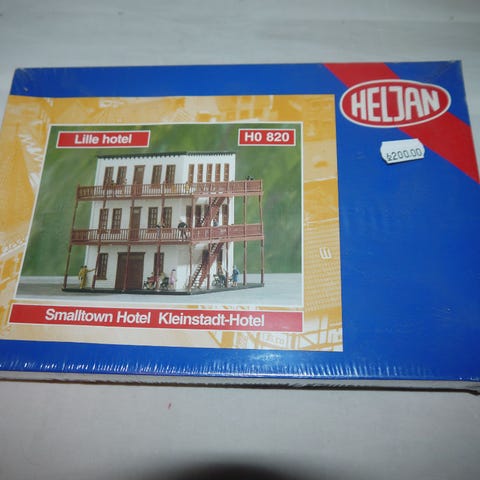 HELJAN
Lille hotel
H0 820
200.00
Smalltown Hotel Kleinstadt-Hotel